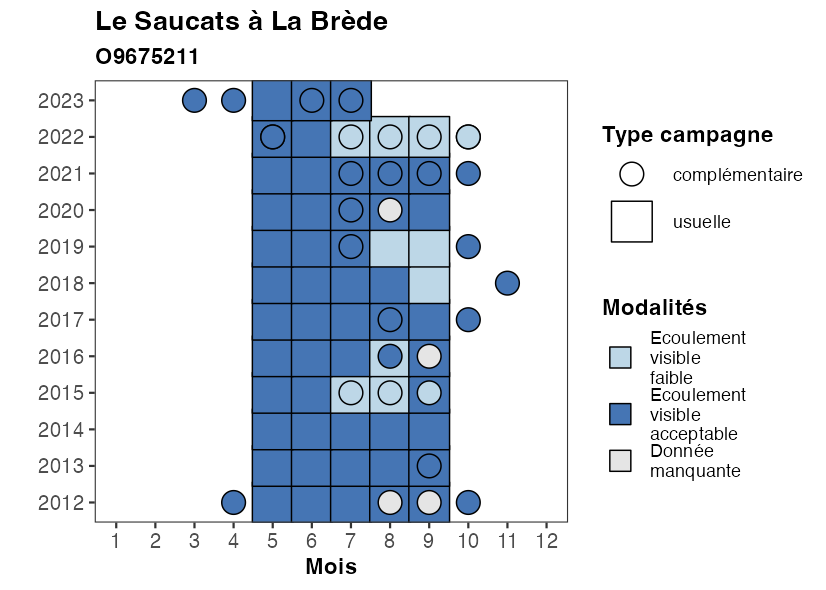 Le Saucats à La Brède
O9675211
2023
2022
2021
2020
2019
2018
2017
2016
2015
2014
2013
2012
1 2 3 4 5 6 7 8 9 10 11 12
Mois
Type campagne
complémentaire
usuelle
Modalités
Ecoulement
visible
faible
Ecoulement
visible
acceptable
Donnée
manquante